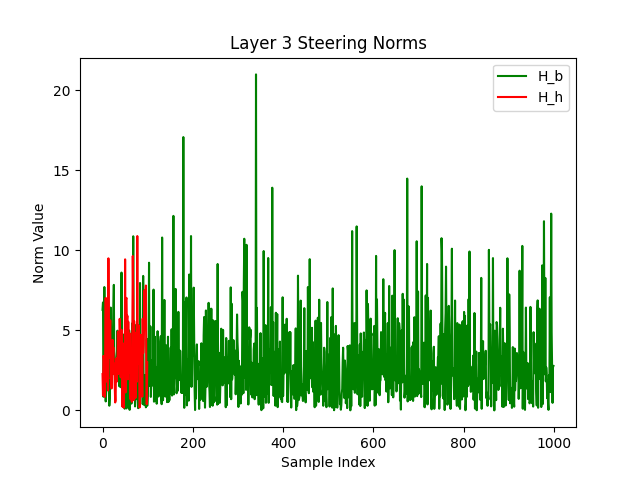 Layer 3 Steering Norms
H_b
H_h
Norm Value
20
15
10
5
0
0 200 400 600 800 1000
Sample Index